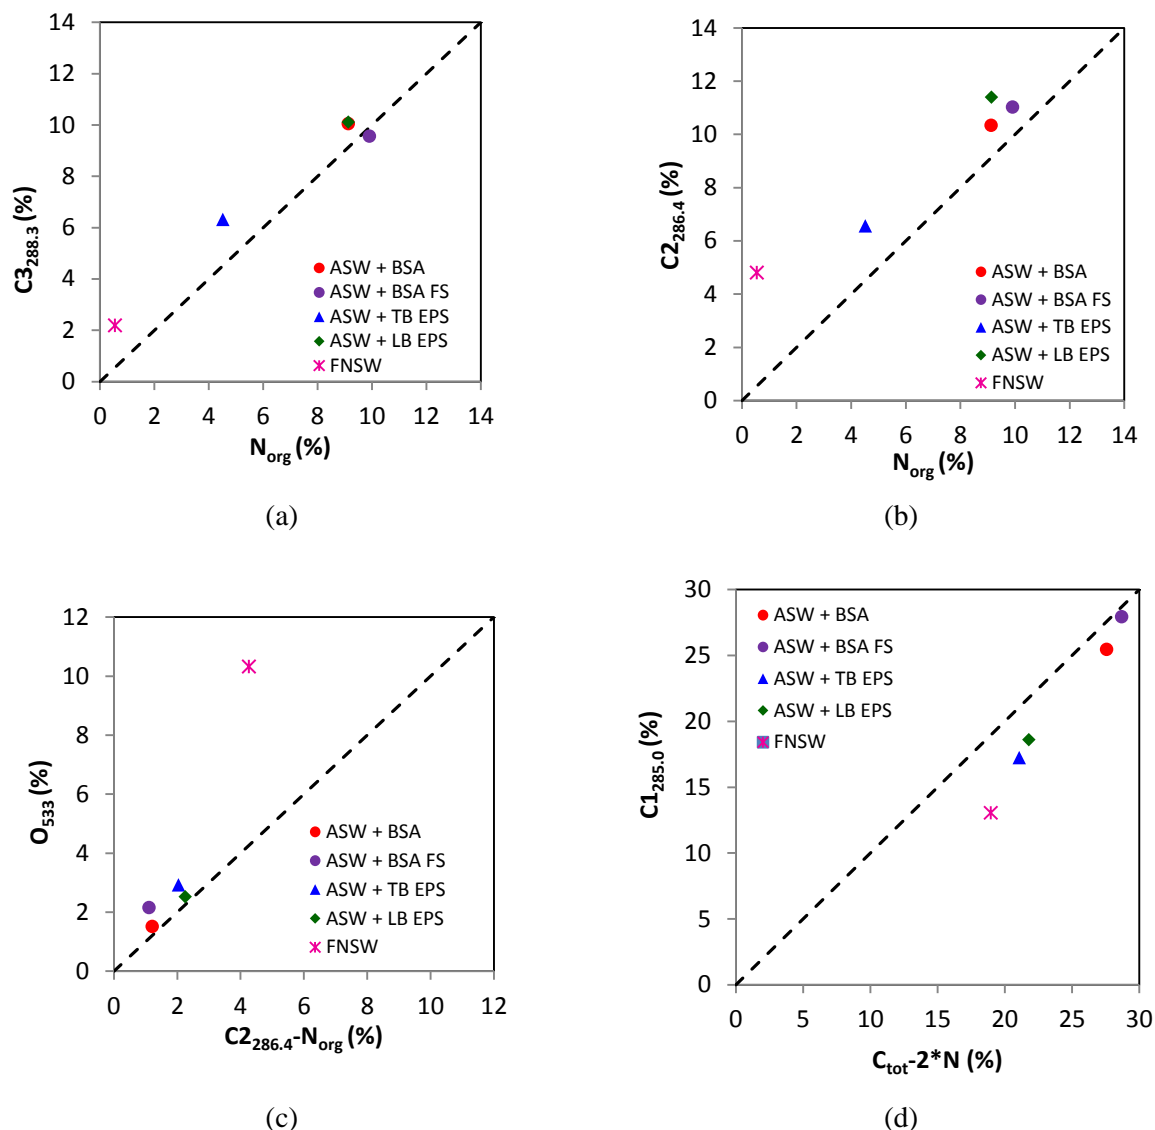 14
12
10
8
6
4
2
0
C3288.3 (%)
ASW + BSA
ASW + BSA FS
ASW + TB EPS
ASW + LB EPS
FNSW
0 2 4 6 8 10 12 14
Norg (%)
(a)
14
12
10
8
6
4
2
0
C2286.4 (%)
ASW + BSA
ASW + BSA FS
ASW + TB EPS
ASW + LB EPS
FNSW
0 2 4 6 8 10 12 14
Norg (%)
(b)
12
10
8
6
4
2
0
O533 (%)
ASW + BSA
ASW + BSA FS
ASW + TB EPS
ASW + LB EPS
FNSW
0 2 4 6 8 10 12
C2286.4-Norg (%)
(c)
30
25
20
15
10
5
0
C1285.0 (%)
ASW + BSA
ASW + BSA FS
ASW + TB EPS
ASW + LB EPS
FNSW
0 5 10 15 20 25 30
Ctot-2*N (%)
(d)